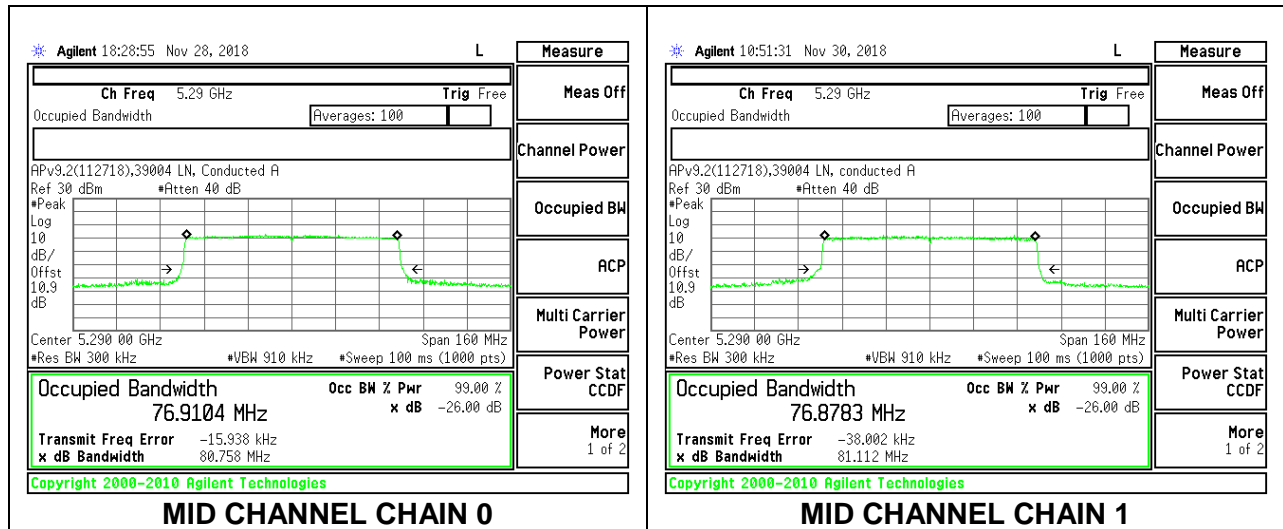 Agilent 18:28:55 Nov 28, 2018 L
Measure
Ch Freq 5.29 GHz Trig Free
Occupied Bandwidth Averages: 100
APv9.2(112718),39004 LN, Conducted A
Ref 30 dBm #Atten 40 dB
#Peak
Log
10
dB/
Offst
10.9
dB
Center 5.290 00 GHz Span 160 MHz
#Res BW 300 kHz #VBW 910 kHz #Sweep 100 ms (1000 pts)
Occupied Bandwidth Occ BW % Pwr 99.00 %
76.9104 MHz x dB -26.00 dB
Transmit Freq Error -15.938 kHz
x dB Bandwidth 80.758 MHz
Copyright 2000-2010 Agilent Technologies
Meas Off
Channel Power
Occupied BW
ACP
Multi Carrier
Power
Power Stat
CCDF
More
1 of 2
MID CHANNEL CHAIN 0
Agilent 10:51:31 Nov 30, 2018 L
Measure
Ch Freq 5.29 GHz Trig Free
Occupied Bandwidth Averages: 100
APv9.2(112718),39004 LN, conducted A
Ref 30 dBm #Atten 40 dB
#Peak
Log
10
dB/
Offst
10.9
dB
Center 5.290 00 GHz Span 160 MHz
#Res BW 300 kHz #VBW 910 kHz #Sweep 100 ms (1000 pts)
Occupied Bandwidth Occ BW % Pwr 99.00 %
76.8783 MHz x dB -26.00 dB
Transmit Freq Error -38.002 kHz
x dB Bandwidth 81.112 MHz
Copyright 2000-2010 Agilent Technologies
Meas Off
Channel Power
Occupied BW
ACP
Multi Carrier
Power
Power Stat
CCDF
More
1 of 2
MID CHANNEL CHAIN 1